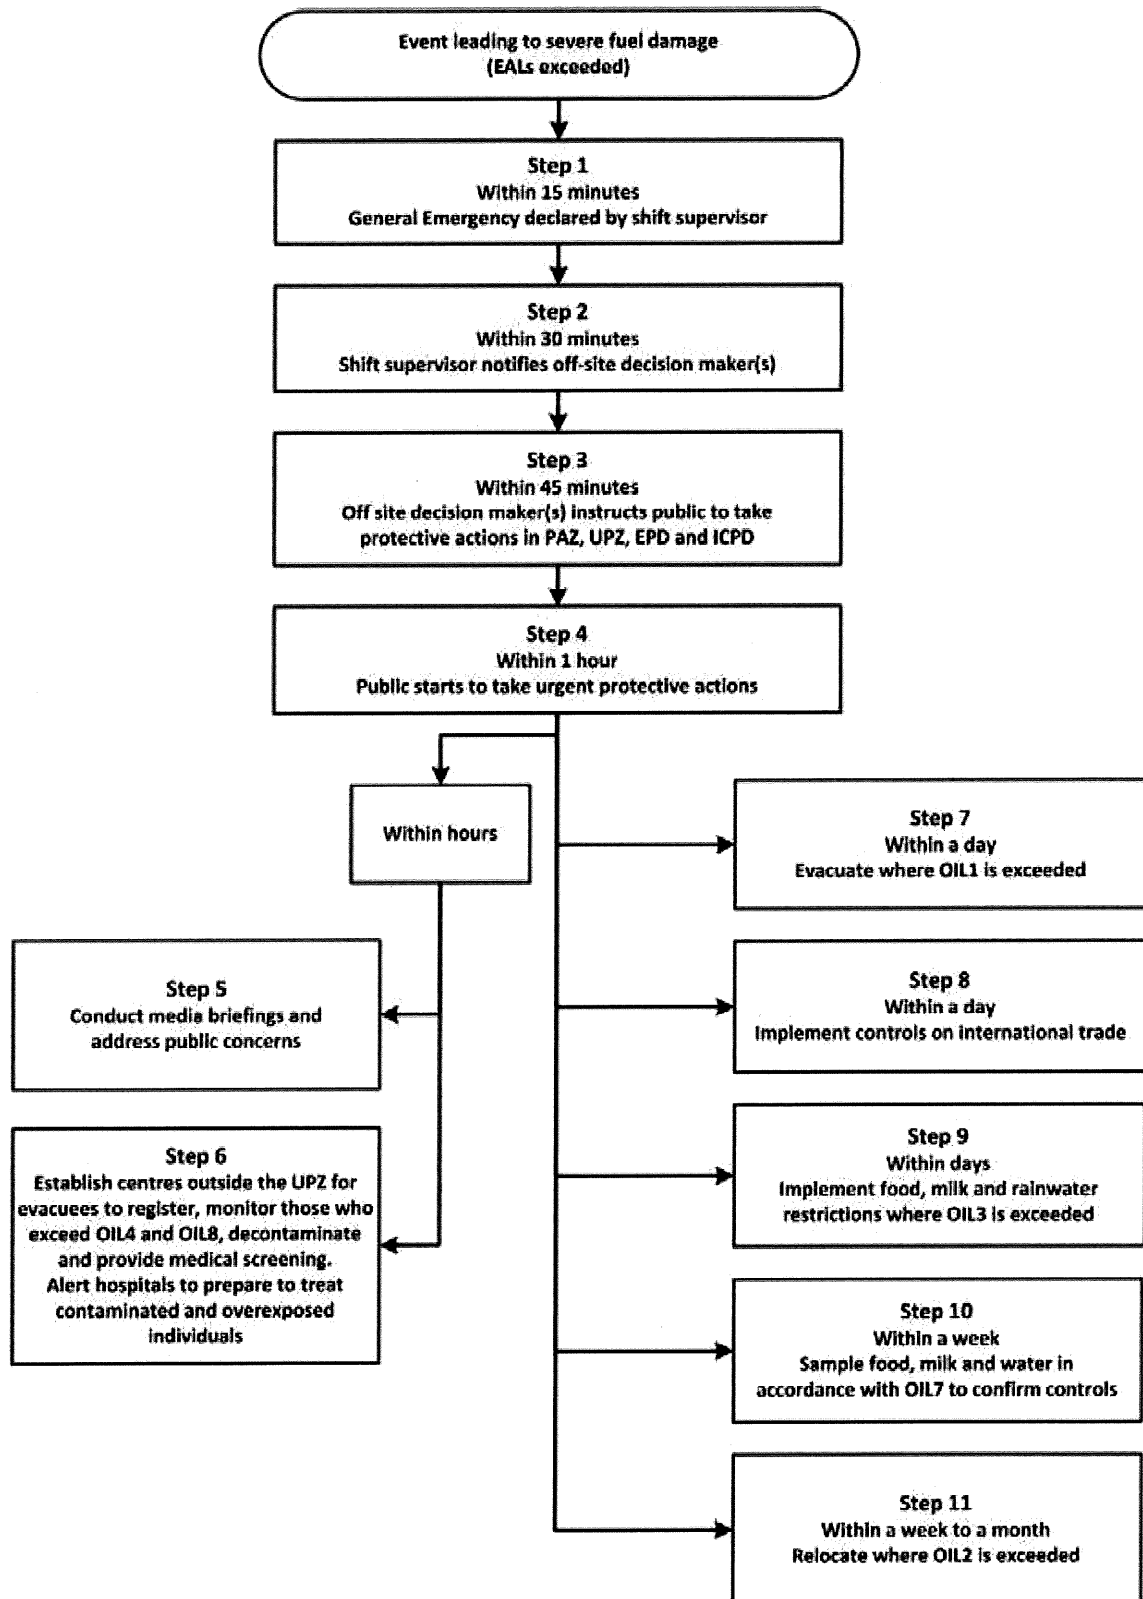 Event leading to severe fuel damage
(EALs exceeded)
Step 1
Within 15 minutes
General Emergency declared by shift supervisor
Step 2
Within 30 minutes
Shift supervisor notifies off-site decision maker(s)
Step 3
Within 45 minutes
Off site decision maker(s) instructs public to take
protective actions in PAZ, UPZ, EPD and ICPD
Step 4
Within 1 hour
Public starts to take urgent protective actions
Within hours
Step 5
Conduct media briefings and
address public concerns
Step 6
Establish centres outside the UPZ for
evacuees to register, monitor those who
exceed OIL4 and OIL8, decontaminate
and provide medical screening.
Alert hospitals to prepare to treat
contaminated and overexposed
individuals
Step 7
Within a day
Evacuate where OIL1 is exceeded
Step 8
Within a day
Implement controls on international trade
Step 9
Within days
Implement food, milk and rainwater
restrictions where OIL3 is exceeded
Step 10
Within a week
Sample food, milk and water in
accordance with OIL7 to confirm controls
Step 11
Within a week to a month
Relocate where OIL2 is exceeded